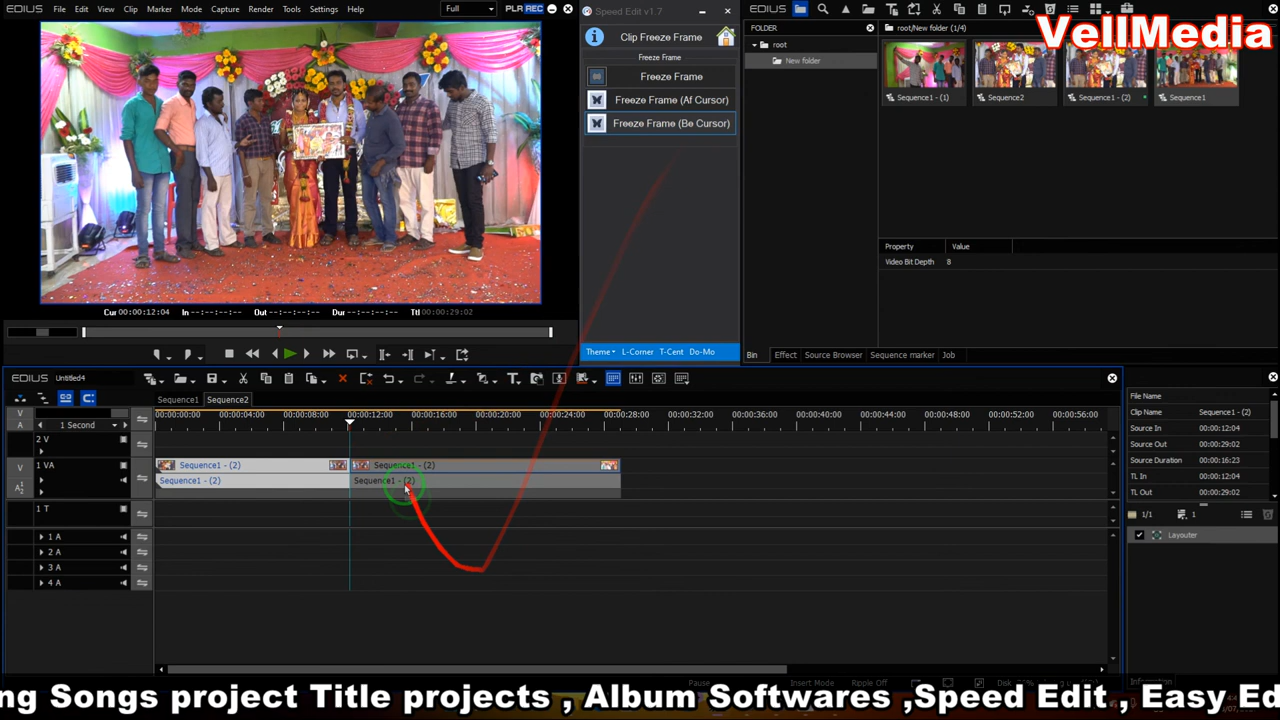 EDIUS File Edit View Clip Marker Mode Capture Render Tools Settings Help
PLR REC
Full
Cur 00:00:12:04 In --:--:--:-- Out --:--:--:-- Dur --:--:--:-- Ttl 00:00:29:02
Speed Edit v1.7
Clip Freeze Frame
Freeze Frame
Freeze Frame
Freeze Frame (Af Cursor)
Freeze Frame (Be Cursor)
Theme L-Corner T-Cent Do-Mo
EDIUS
VellMedia
FOLDER
root
New folder
root/New folder (1/4)
Sequence1 - (1)
Sequence2
Sequence1 - (2)
Sequence1
Property Value
Video Bit Depth 8
Bin Effect Source Browser Sequence marker Job
EDIUS Untitled4
Sequence1 Sequence2
V
A
1 Second
00:00:00:00 00:00:04:00 00:00:08:00 00:00:12:00 00:00:16:00 00:00:20:00 00:00:24:00 00:00:28:00 00:00:32:00 00:00:36:00 00:00:40:00 00:00:44:00 00:00:48:00 00:00:52:00 00:00:56:00
2 V
V
1 VA
Sequence1 - (2) Sequence1 - (2)
Sequence1 - (2) Sequence1 - (2)
1 T
1 A
2 A
3 A
4 A
File Name
Clip Name Sequence1 - (2)
Source In 00:00:12:04
Source Out 00:00:29:02
Source Duration 00:00:16:23
TL In 00:00:12:04
TL Out 00:00:29:02
1/1 1
Layouter
Information
Pause Insert Mode Ripple Off Disk
ng Songs project Title projects , Album Softwares ,Speed Edit , Easy Ed